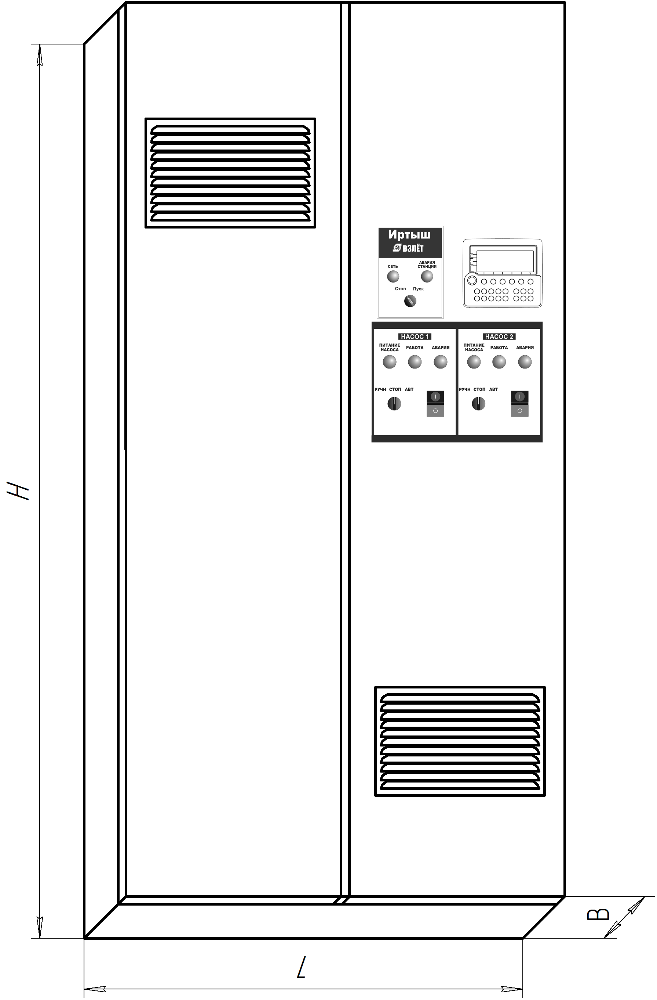 Иртыш
ВЗЛЁТ
СЕТЬ
АВАРИЯ
СТАНЦИИ
Стоп Пуск
НАСОС 1
ПИТАНИЕ
НАСОСА
РАБОТА
АВАРИЯ
РУЧН СТОП АВТ
I
O
НАСОС 2
ПИТАНИЕ
НАСОСА
РАБОТА
АВАРИЯ
РУЧН СТОП АВТ
I
O
H
B
L